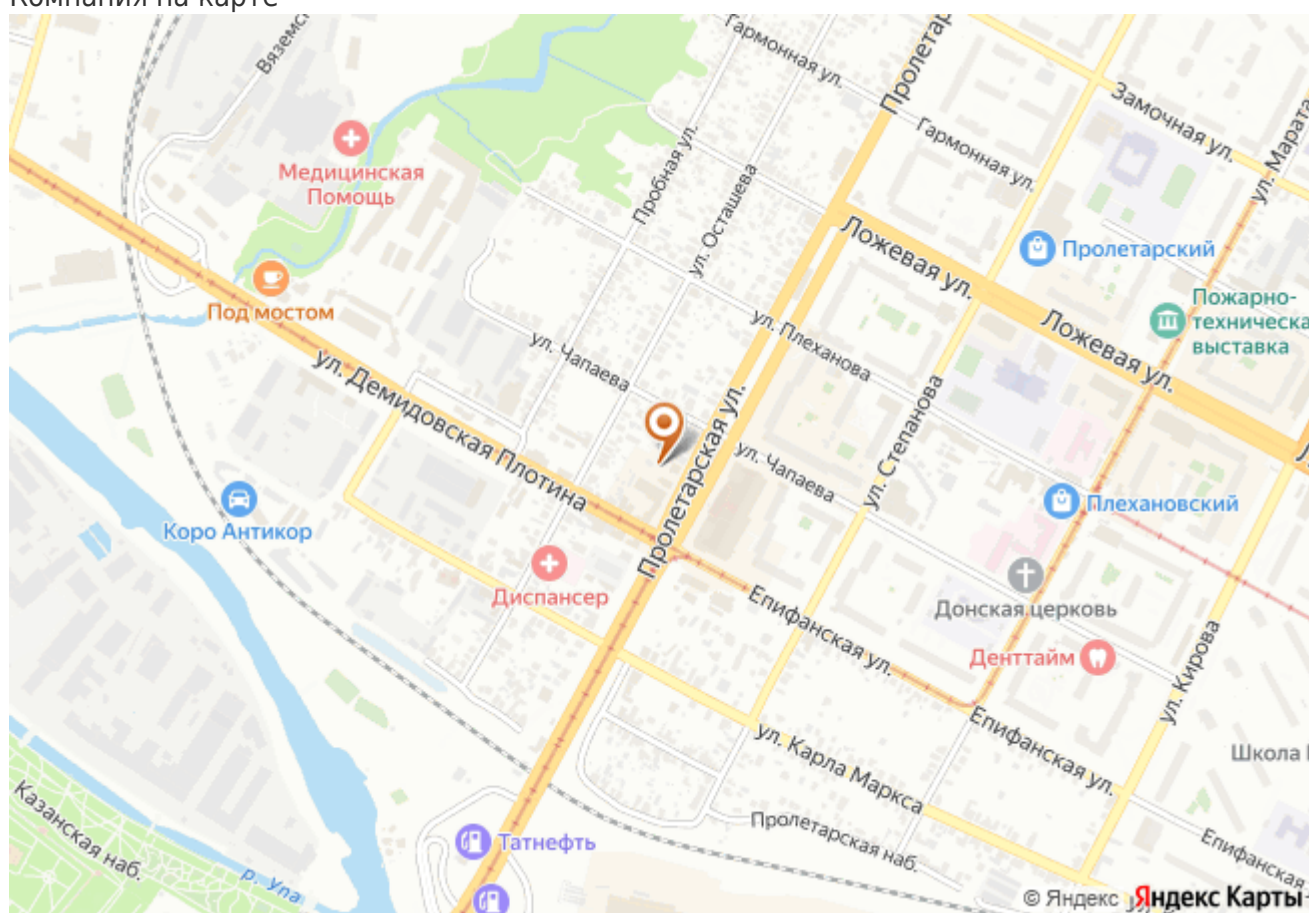 Компания на карте
Вяземс
Гармонная ул.
Пролетар
Замочная ул.
ул. Марата
Гармонная ул.
Медицинская
Помощь
Пробная ул.
ул. Осташева
Ложевая ул.
Пролетарский
Под мостом
Пожарно-
техническа
выставка
ул. Плеханова
Ложевая ул.
ул. Чапаева
ул. Демидовская Плотина
ул. Степанова
Пролетарская ул.
ул. Чапаева
Л
Коро Антикор
Плехановский
Диспансер
Донская церковь
Епифанская ул.
Денттайм
ул. Кирова
Епифанская ул.
ул. Карла Маркса
Школа
Казанская наб.
р. Упа
Татнефть
Пролетарская наб.
Епифанская
© Яндекс Яндекс Карты